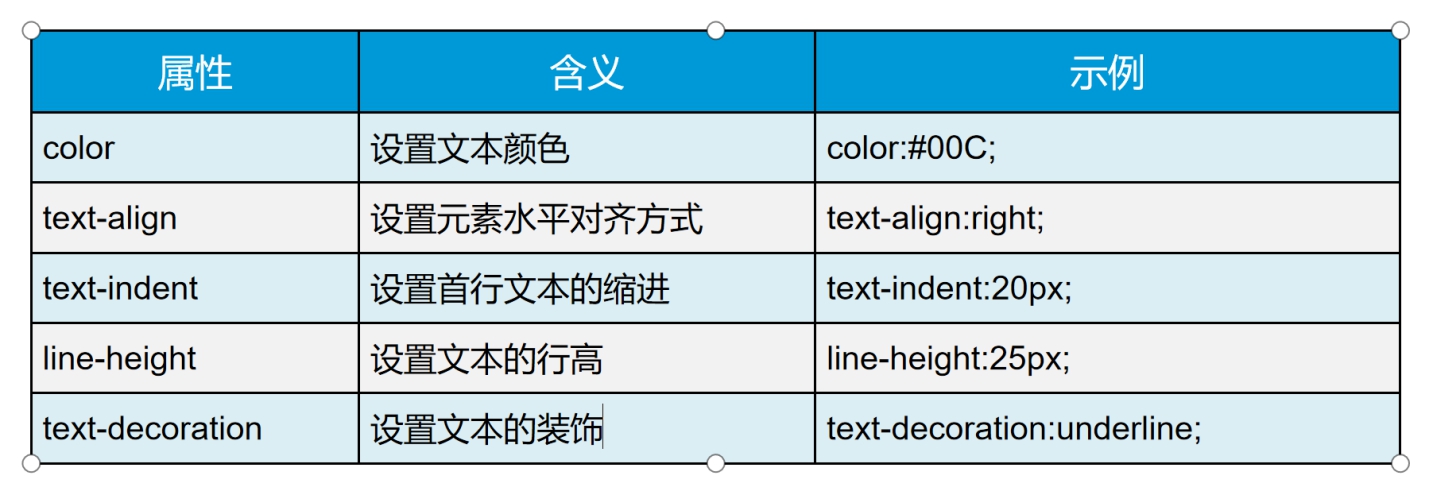 属性 含义 示例
color 设置文本颜色 color:#00C;
text-align 设置元素水平对齐方式 text-align:right;
text-indent 设置首行文本的缩进 text-indent:20px;
line-height 设置文本的行高 line-height:25px;
text-decoration 设置文本的装饰 text-decoration:underline;